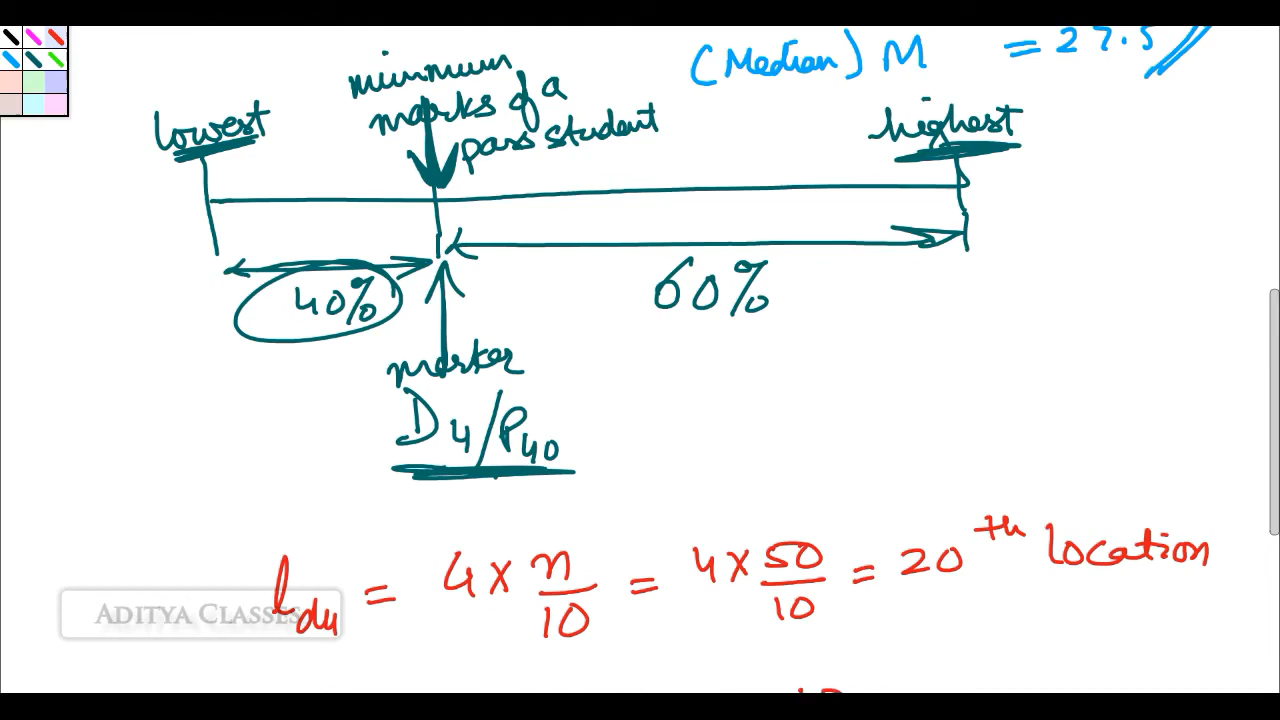 (Median) M = 27.5
minimum
marks of a
pass student
lowest
highest
40%
60%
marker
D4/P40
ld4 = 4 × n/10 = 4 × 50/10 = 20th location
ADITYA CLASSES